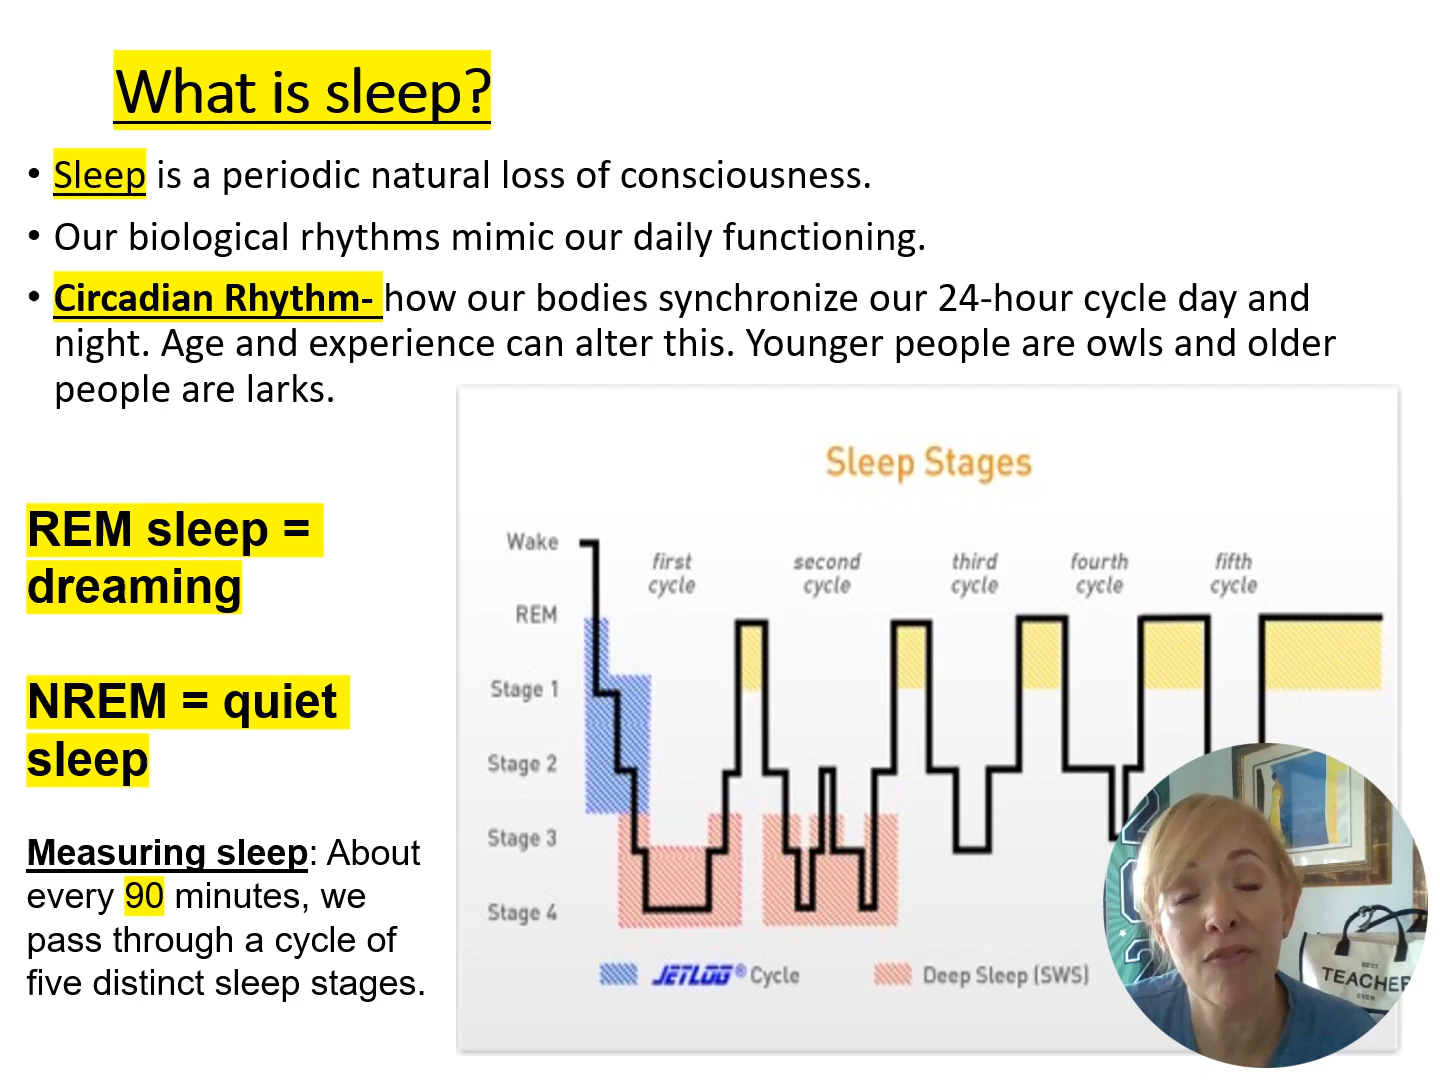 What is sleep?
• Sleep is a periodic natural loss of consciousness.
• Our biological rhythms mimic our daily functioning.
• Circadian Rhythm- how our bodies synchronize our 24-hour cycle day and
night. Age and experience can alter this. Younger people are owls and older
people are larks.
REM sleep =
dreaming
NREM = quiet
sleep
Measuring sleep: About
every 90 minutes, we
pass through a cycle of
five distinct sleep stages.
Sleep Stages
Wake
first
cycle
second
cycle
third
cycle
fourth
cycle
fifth
cycle
REM
Stage 1
Stage 2
Stage 3
Stage 4
JETLOG® Cycle
Deep Sleep (SWS)
BEST
TEACHER
EVER